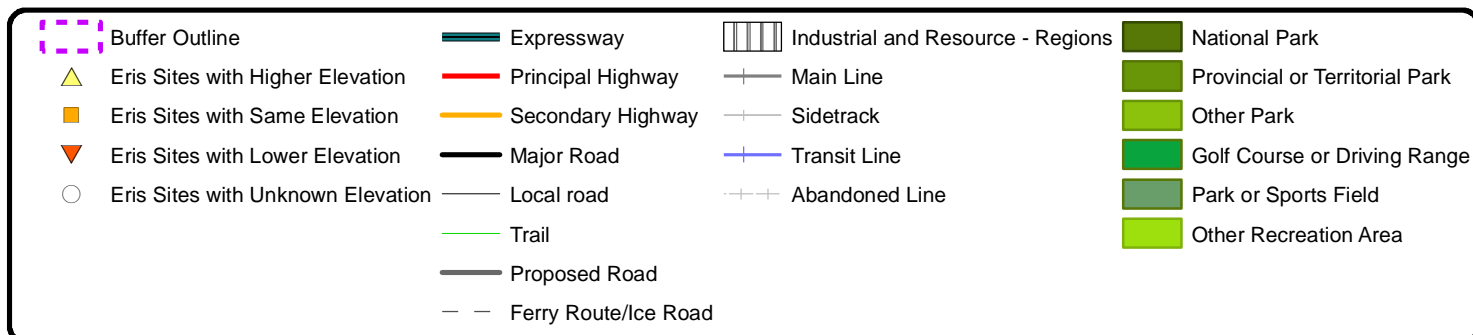 Buffer Outline
Eris Sites with Higher Elevation
Eris Sites with Same Elevation
Eris Sites with Lower Elevation
Eris Sites with Unknown Elevation
Expressway
Principal Highway
Secondary Highway
Major Road
Local road
Trail
Proposed Road
Ferry Route/Ice Road
Industrial and Resource - Regions
Main Line
Sidetrack
Transit Line
Abandoned Line
National Park
Provincial or Territorial Park
Other Park
Golf Course or Driving Range
Park or Sports Field
Other Recreation Area